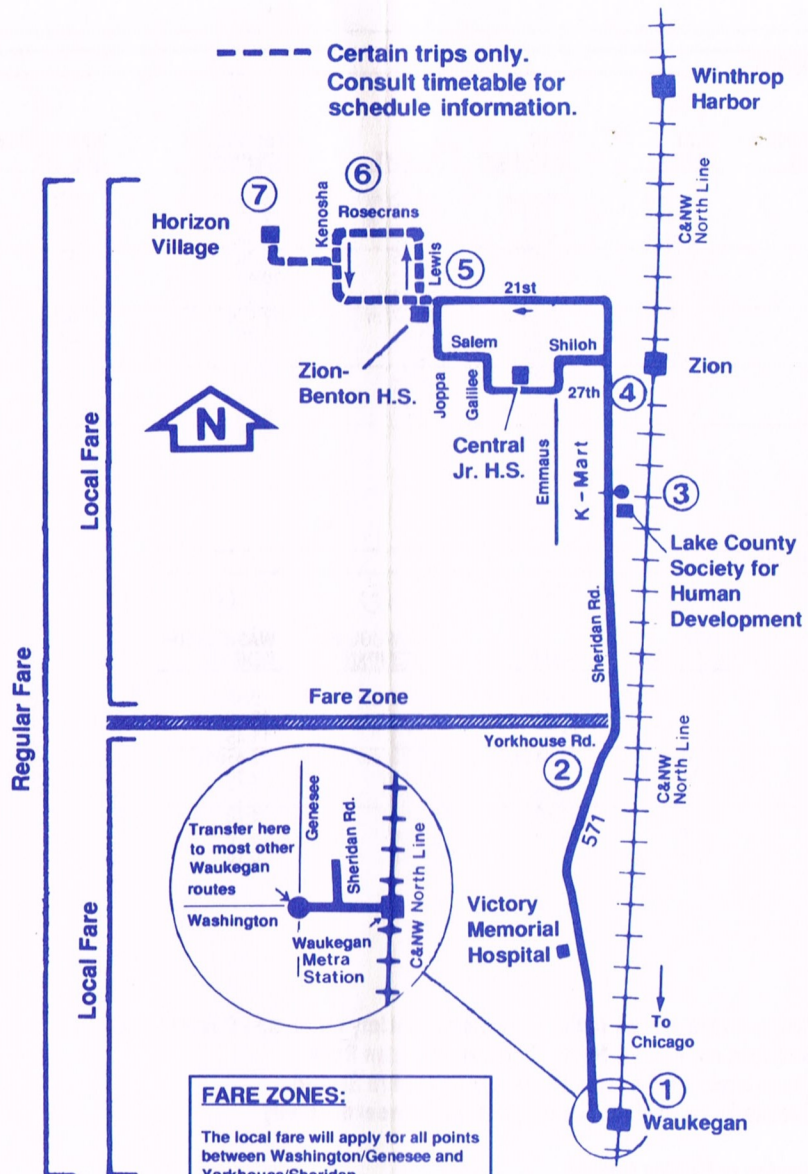 Certain trips only.
Consult timetable for
schedule information.
Winthrop
Harbor
C&NW
North Line
7
6
Kenosha
Rosecrans
Horizon
Village
Lewis
5
21st
Salem
Shiloh
Zion-
Benton H.S.
Joppa
Galilee
27th
4
Zion
N
Central
Jr. H.S.
Emmaus
K-Mart
3
Lake County
Society for
Human
Development
Local Fare
Sheridan Rd.
Regular Fare
Fare Zone
Yorkhouse Rd.
2
C&NW
North Line
571
Genesee
Sheridan Rd.
Transfer here
to most other
Waukegan
routes
Washington
Waukegan
Metra
Station
C&NW North Line
Victory
Memorial
Hospital
Local Fare
To
Chicago
1
Waukegan
FARE ZONES:
The local fare will apply for all points
between Washington/Genesee and
Yorkhouse/Sheridan